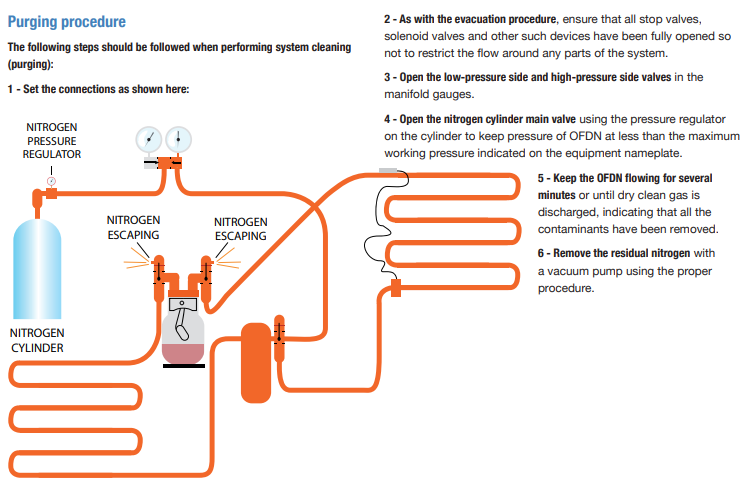 Purging procedure
The following steps should be followed when performing system cleaning
(purging):
1 - Set the connections as shown here:
NITROGEN
PRESSURE
REGULATOR
NITROGEN
ESCAPING
NITROGEN
ESCAPING
NITROGEN
CYLINDER
2 - As with the evacuation procedure, ensure that all stop valves,
solenoid valves and other such devices have been fully opened so
not to restrict the flow around any parts of the system.
3 - Open the low-pressure side and high-pressure side valves in the
manifold gauges.
4 - Open the nitrogen cylinder main valve using the pressure regulator
on the cylinder to keep pressure of OFDN at less than the maximum
working pressure indicated on the equipment nameplate.
5 - Keep the OFDN flowing for several
minutes or until dry clean gas is
discharged, indicating that all the
contaminants have been removed.
6 - Remove the residual nitrogen with
a vacuum pump using the proper
procedure.